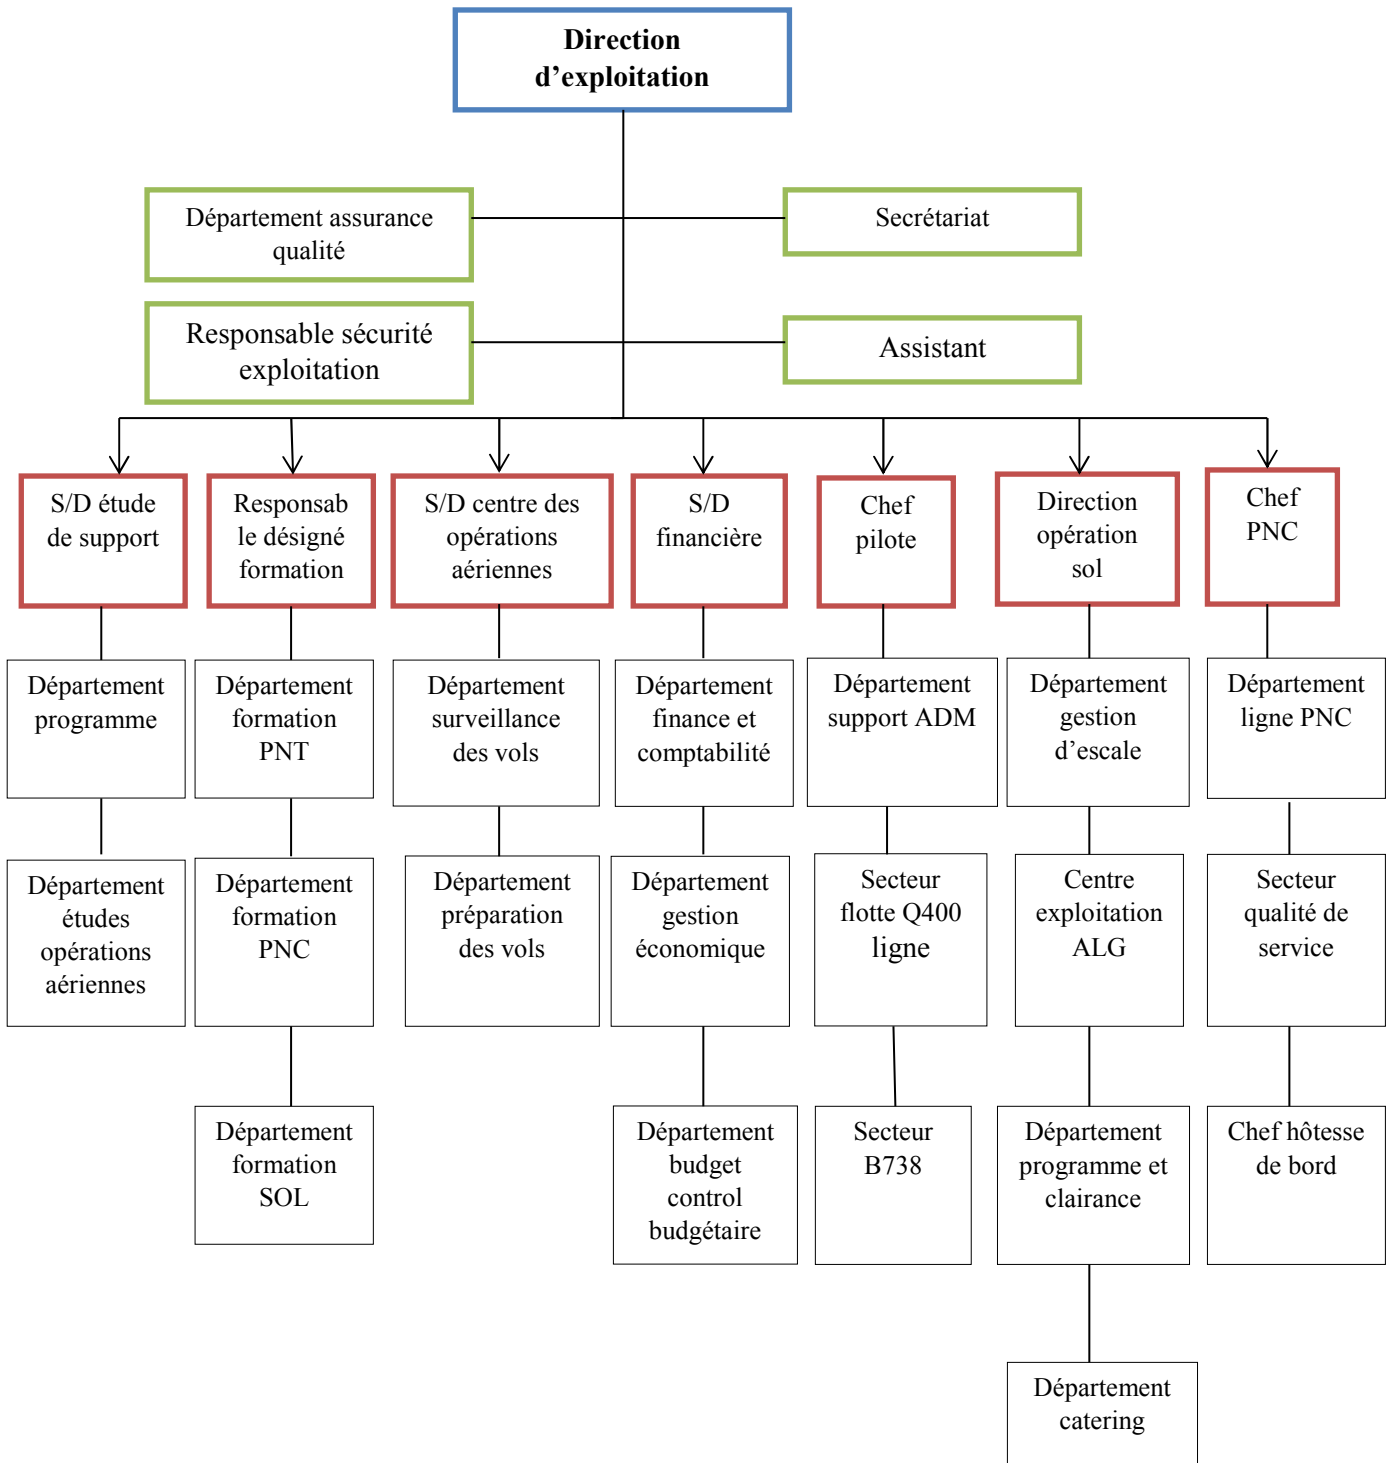 Direction
d’exploitation
Département assurance
qualité
Secrétariat
Responsable sécurité
exploitation
Assistant
S/D étude
de support
Responsab
le désigné
formation
S/D centre des
opérations
aériennes
S/D
financière
Chef
pilote
Direction
opération
sol
Chef
PNC
Département
programme
Département
formation
PNT
Département
surveillance
des vols
Département
finance et
comptabilité
Département
support ADM
Département
gestion
d’escale
Département
ligne PNC
Département
études
opérations
aériennes
Département
formation
PNC
Département
préparation
des vols
Département
gestion
économique
Secteur
flotte Q400
ligne
Centre
exploitation
ALG
Secteur
qualité de
service
Département
formation
SOL
Département
budget
control
budgétaire
Secteur
B738
Département
programme et
clairance
Chef hôtesse
de bord
Département
catering